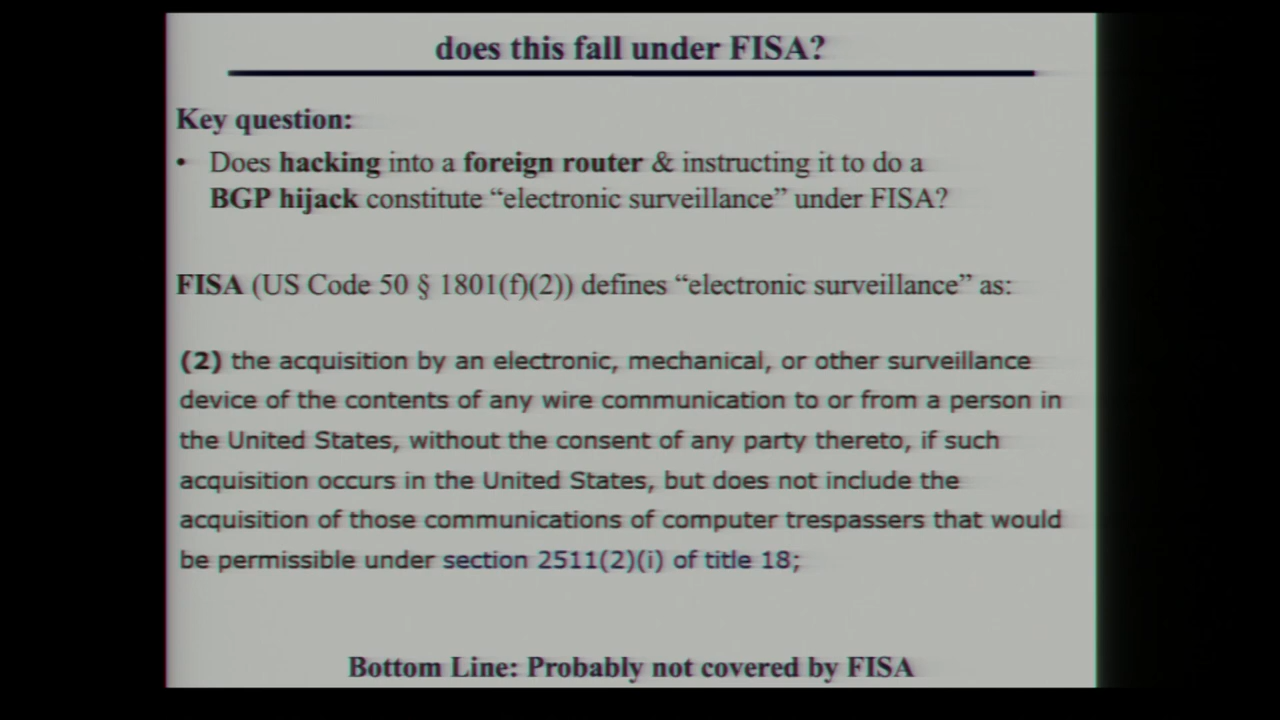 does this fall under FISA?
Key question:
• Does hacking into a foreign router & instructing it to do a
BGP hijack constitute “electronic surveillance” under FISA?
FISA (US Code 50 § 1801(f)(2)) defines “electronic surveillance” as:
(2) the acquisition by an electronic, mechanical, or other surveillance
device of the contents of any wire communication to or from a person in
the United States, without the consent of any party thereto, if such
acquisition occurs in the United States, but does not include the
acquisition of those communications of computer trespassers that would
be permissible under section 2511(2)(i) of title 18;
Bottom Line: Probably not covered by FISA